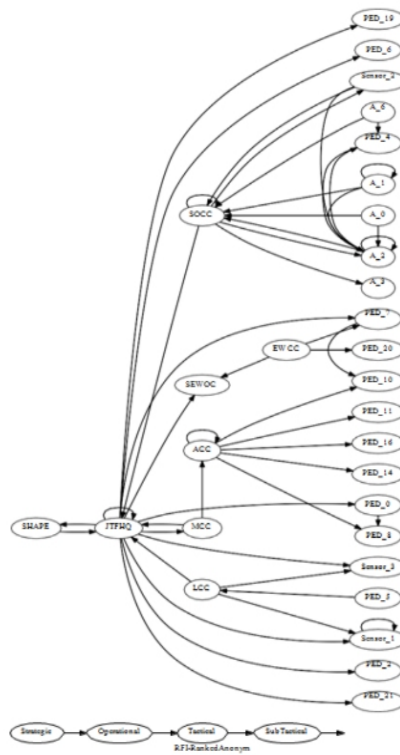 PED_19
PED_6
Sensor_2
A_6
PED_4
A_1
SOCC
A_0
A_2
A_3
PED_7
EWCC
PED_20
SEWOC
PED_10
PED_11
ACC
PED_16
PED_14
PED_0
SHAPE
JTFHQ
MCC
PED_8
Sensor_3
LCC
PED_5
Sensor_1
PED_2
PED_21
Strategic
Operational
Tactical
SubTactical
RFI-RankedAnonym